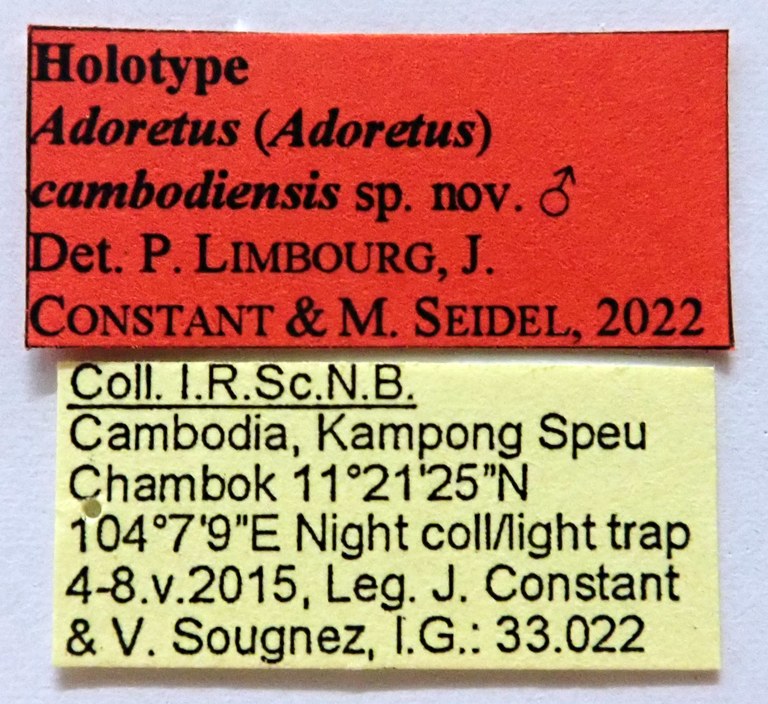 Holotype
Adoretus (Adoretus)
cambodiensis sp. nov. ♂
Det. P. LIMBOURG, J.
CONSTANT & M. SEIDEL, 2022
Coll. I.R.Sc.N.B.
Cambodia, Kampong Speu
Chambok 11°21'25”N
104°7'9"E Night coll/light trap
4-8.v.2015, Leg. J. Constant
& V. Sougnez, I.G.: 33.022